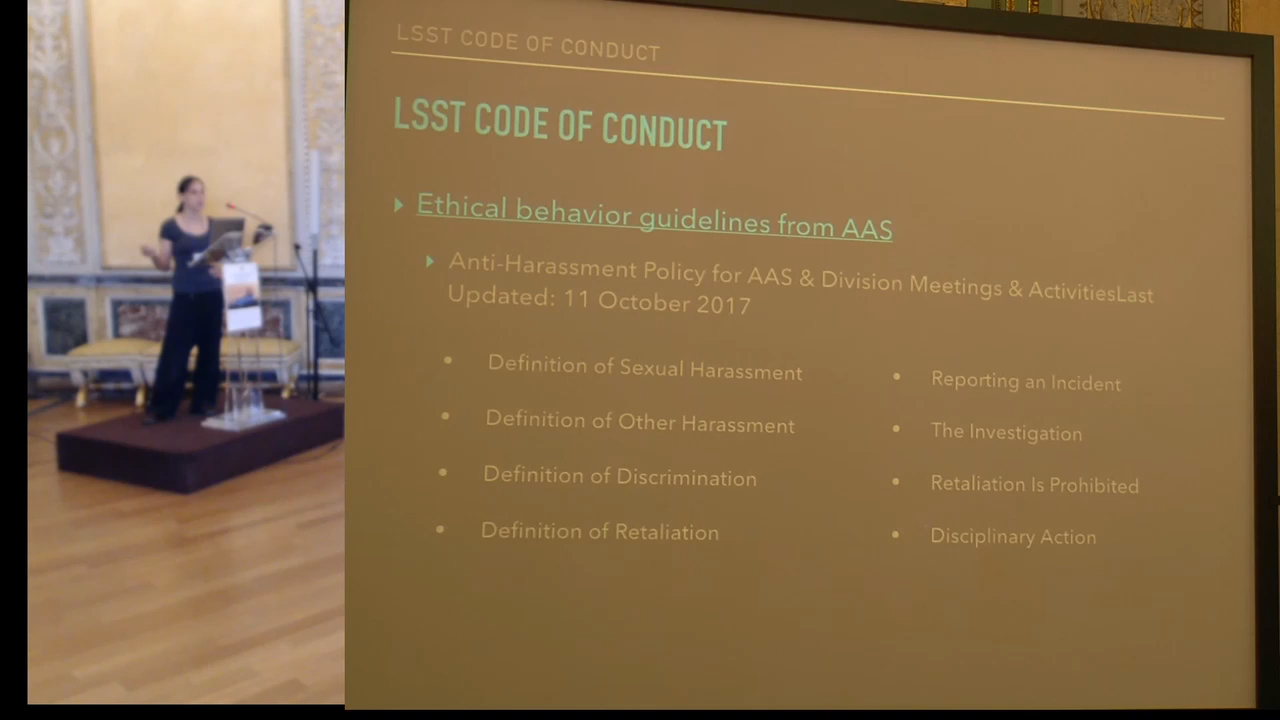 LSST CODE OF CONDUCT
LSST CODE OF CONDUCT
Ethical behavior guidelines from AAS
Anti-Harassment Policy for AAS & Division Meetings & ActivitiesLast
Updated: 11 October 2017
Definition of Sexual Harassment
Definition of Other Harassment
Definition of Discrimination
Definition of Retaliation
Reporting an Incident
The Investigation
Retaliation Is Prohibited
Disciplinary Action